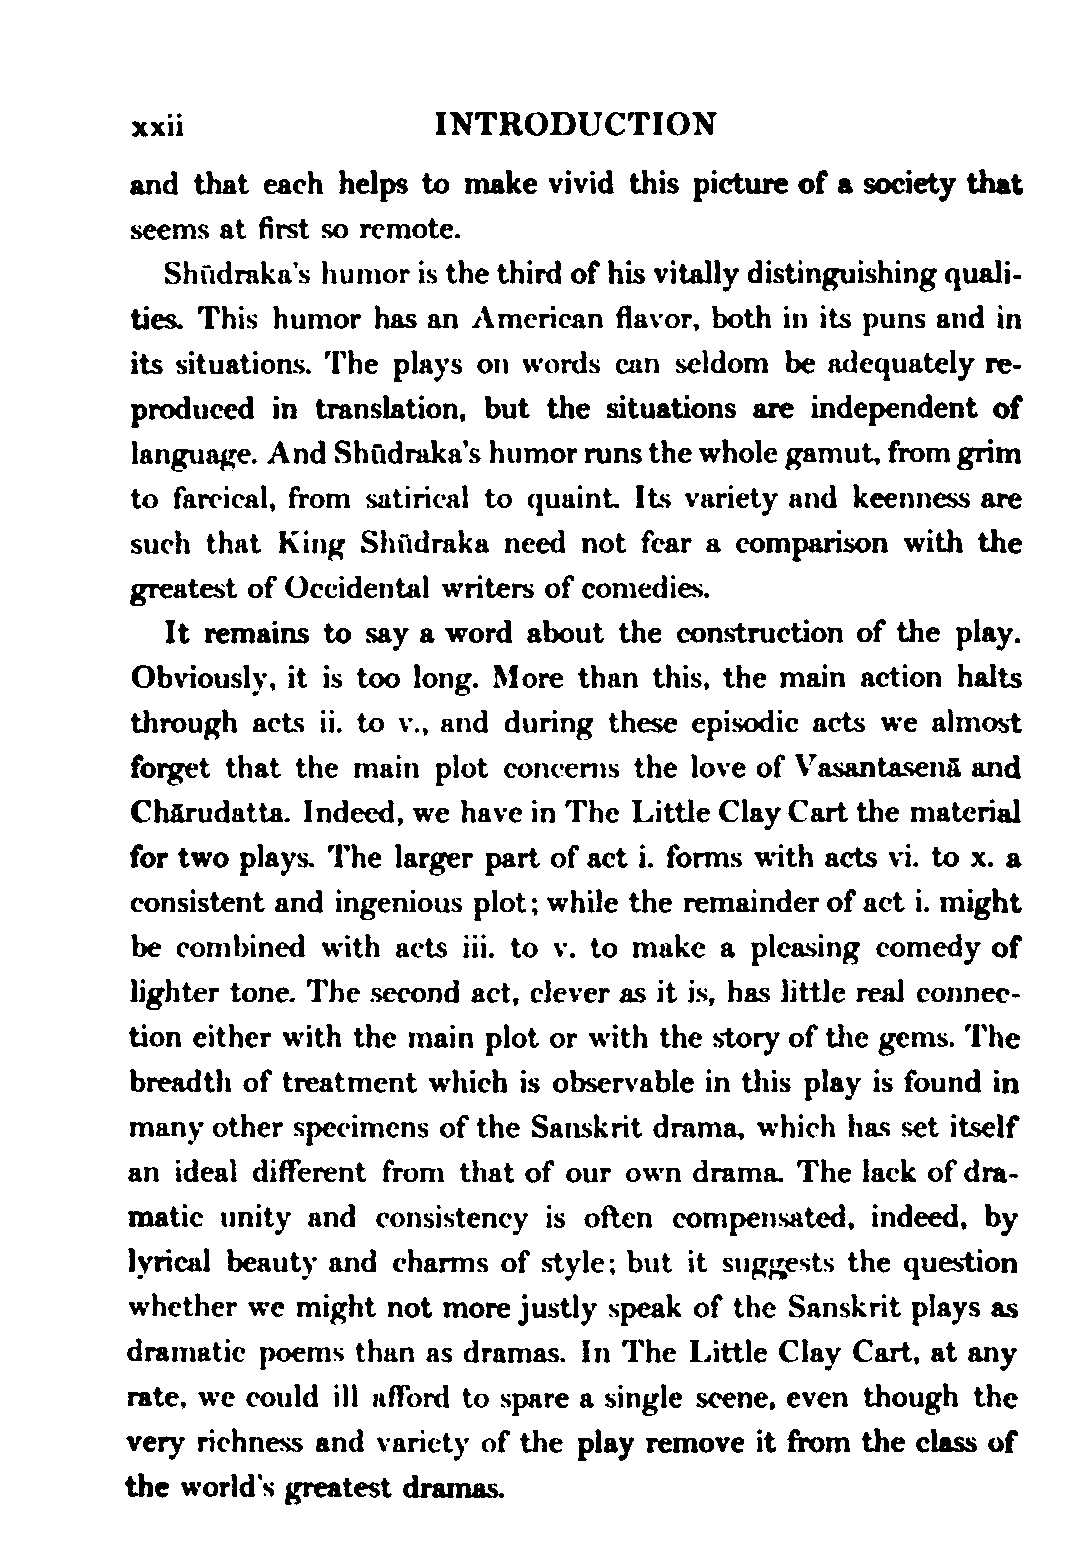 xxii INTRODUCTION
and that each helps to make vivid this picture of a society that
seems at first so remote.
Shūdraka's humor is the third of his vitally distinguishing quali-
ties. This humor has an American flavor, both in its puns and in
its situations. The plays on words can seldom be adequately re-
produced in translation, but the situations are independent of
language. And Shūdraka's humor runs the whole gamut, from grim
to farcical, from satirical to quaint. Its variety and keenness are
such that King Shūdraka need not fear a comparison with the
greatest of Occidental writers of comedies.
It remains to say a word about the construction of the play.
Obviously, it is too long. More than this, the main action halts
through acts ii. to v., and during these episodic acts we almost
forget that the main plot concerns the love of Vasantasenā and
Chārudatta. Indeed, we have in The Little Clay Cart the material
for two plays. The larger part of act i. forms with acts vi. to x. a
consistent and ingenious plot; while the remainder of act i. might
be combined with acts iii. to v. to make a pleasing comedy of
lighter tone. The second act, clever as it is, has little real connec-
tion either with the main plot or with the story of the gems. The
breadth of treatment which is observable in this play is found in
many other specimens of the Sanskrit drama, which has set itself
an ideal different from that of our own drama. The lack of dra-
matic unity and consistency is often compensated, indeed, by
lyrical beauty and charms of style; but it suggests the question
whether we might not more justly speak of the Sanskrit plays as
dramatic poems than as dramas. In The Little Clay Cart, at any
rate, we could ill afford to spare a single scene, even though the
very richness and variety of the play remove it from the class of
the world's greatest dramas.